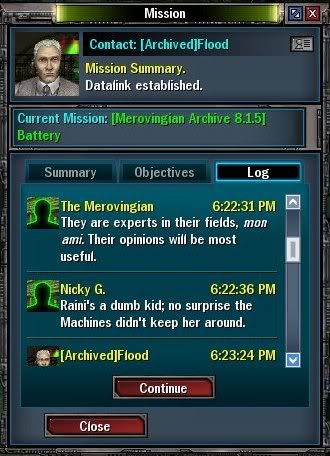 Mission
Contact: [Archived]Flood
Mission Summary.
Datalink established.
Current Mission: [Merovingian Archive 8.1.5]
Battery
Summary Objectives Log
The Merovingian 6:22:31 PM
They are experts in their fields, mon
ami. Their opinions will be most
useful.
Nicky G. 6:22:36 PM
Raini's a dumb kid; no surprise the
Machines didn't keep her around.
[Archived]Flood 6:23:24 PM
Continue
Close